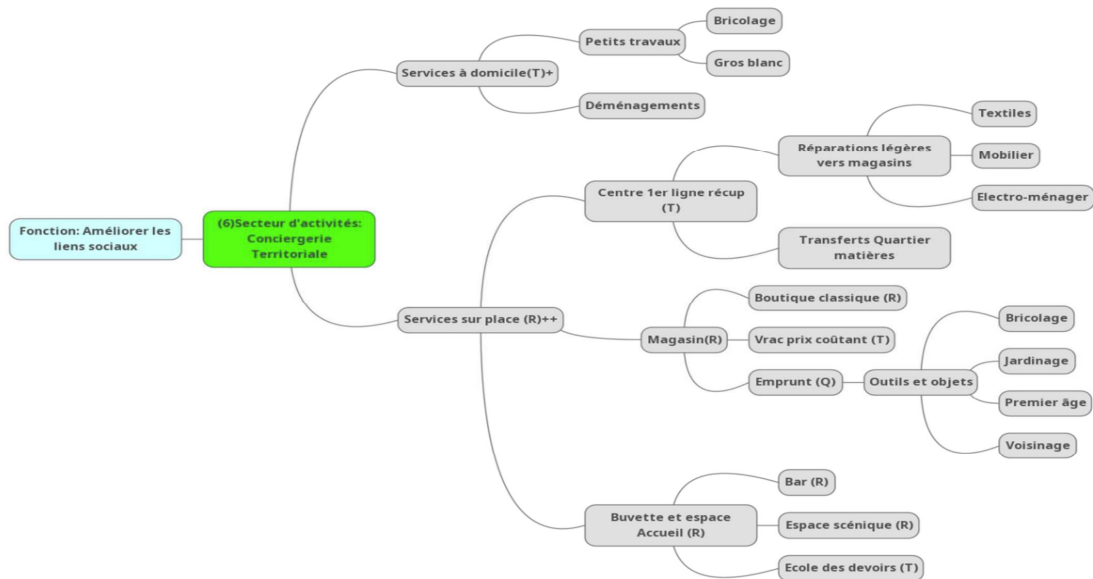 Fonction: Améliorer les
liens sociaux
(6)Secteur d'activités:
Conciergerie
Territoriale
Services à domicile(T)+
Petits travaux
Bricolage
Gros blanc
Déménagements
Services sur place (R)++
Centre 1er ligne récup
(T)
Réparations légères
vers magasins
Textiles
Mobilier
Electro-ménager
Transferts Quartier
matières
Magasin(R)
Boutique classique (R)
Vrac prix coûtant (T)
Emprunt (Q)
Outils et objets
Bricolage
Jardinage
Premier âge
Voisinage
Buvette et espace
Accueil (R)
Bar (R)
Espace scénique (R)
Ecole des devoirs (T)